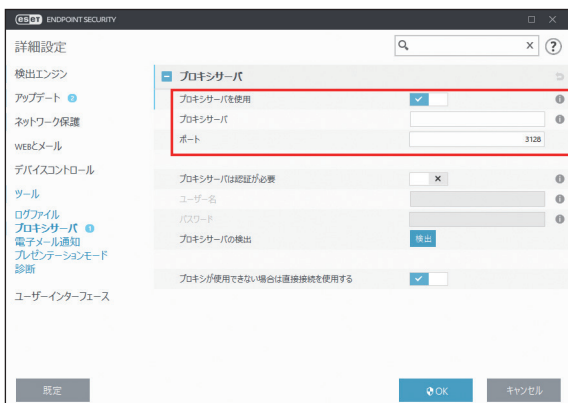 eset ENDPOINT SECURITY
詳細設定
検出エンジン
アップデート 2
ネットワーク保護
WEBとメール
デバイスコントロール
ツール
ログファイル
プロキシサーバ 1
電子メール通知
プレゼンテーションモード
診断
ユーザーインターフェース
プロキシサーバ
プロキシサーバを使用
プロキシサーバ
ポート 3128
プロキシサーバは認証が必要
ユーザー名
パスワード
プロキシサーバの検出 検出
プロキシが使用できない場合は直接接続を使用する
既定 OK キャンセル